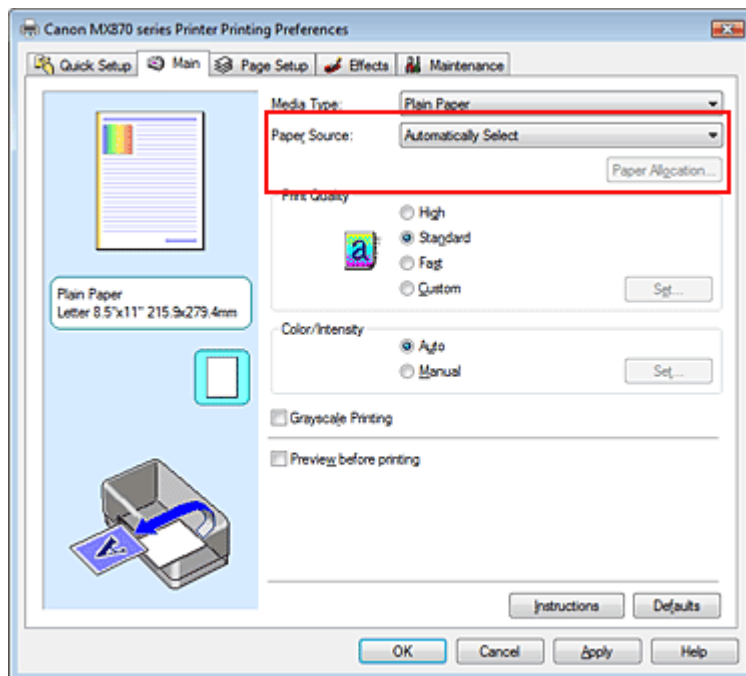 Canon MX870 series Printer Printing Preferences
Quick Setup Main Page Setup Effects Maintenance
Media Type: Plain Paper
Paper Source: Automatically Select
Paper Allocation...
Print Quality
High
a Standard
Fast
Custom Set...
Plain Paper
Letter 8.5"x11" 215.9x279.4mm
Color/Intensity
Auto
Manual Set...
Grayscale Printing
Preview before printing
A
Instructions Defaults
OK Cancel Apply Help